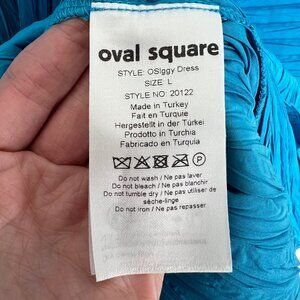 oval square
STYLE: OSIggy Dress
SIZE: L
STYLE NO: 20122
Made in Turkey
Fait en Turquie
Hergestellt in der Türkei
Prodotto in Turchia
Fabricado en Turquia
P
Do not wash / Ne pas laver
Do not bleach / Ne pas blanchir
Do not tumble dry / Ne pas utiliser de
sèche-linge
Do not iron / Ne pas repasser